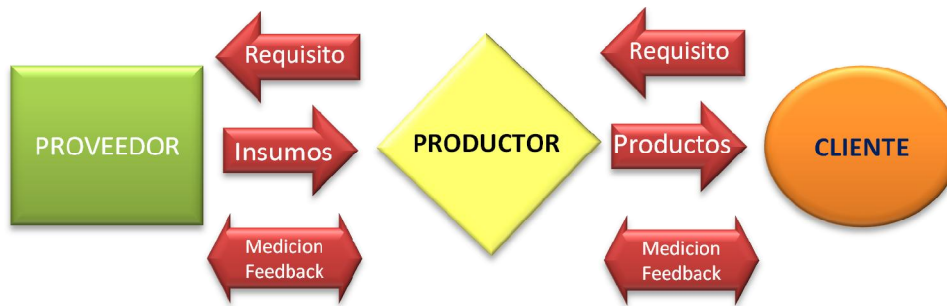 Requisito
Requisito
PROVEEDOR
Insumos
PRODUCTOR
Productos
CLIENTE
Medicion
Feedback
Medicion
Feedback